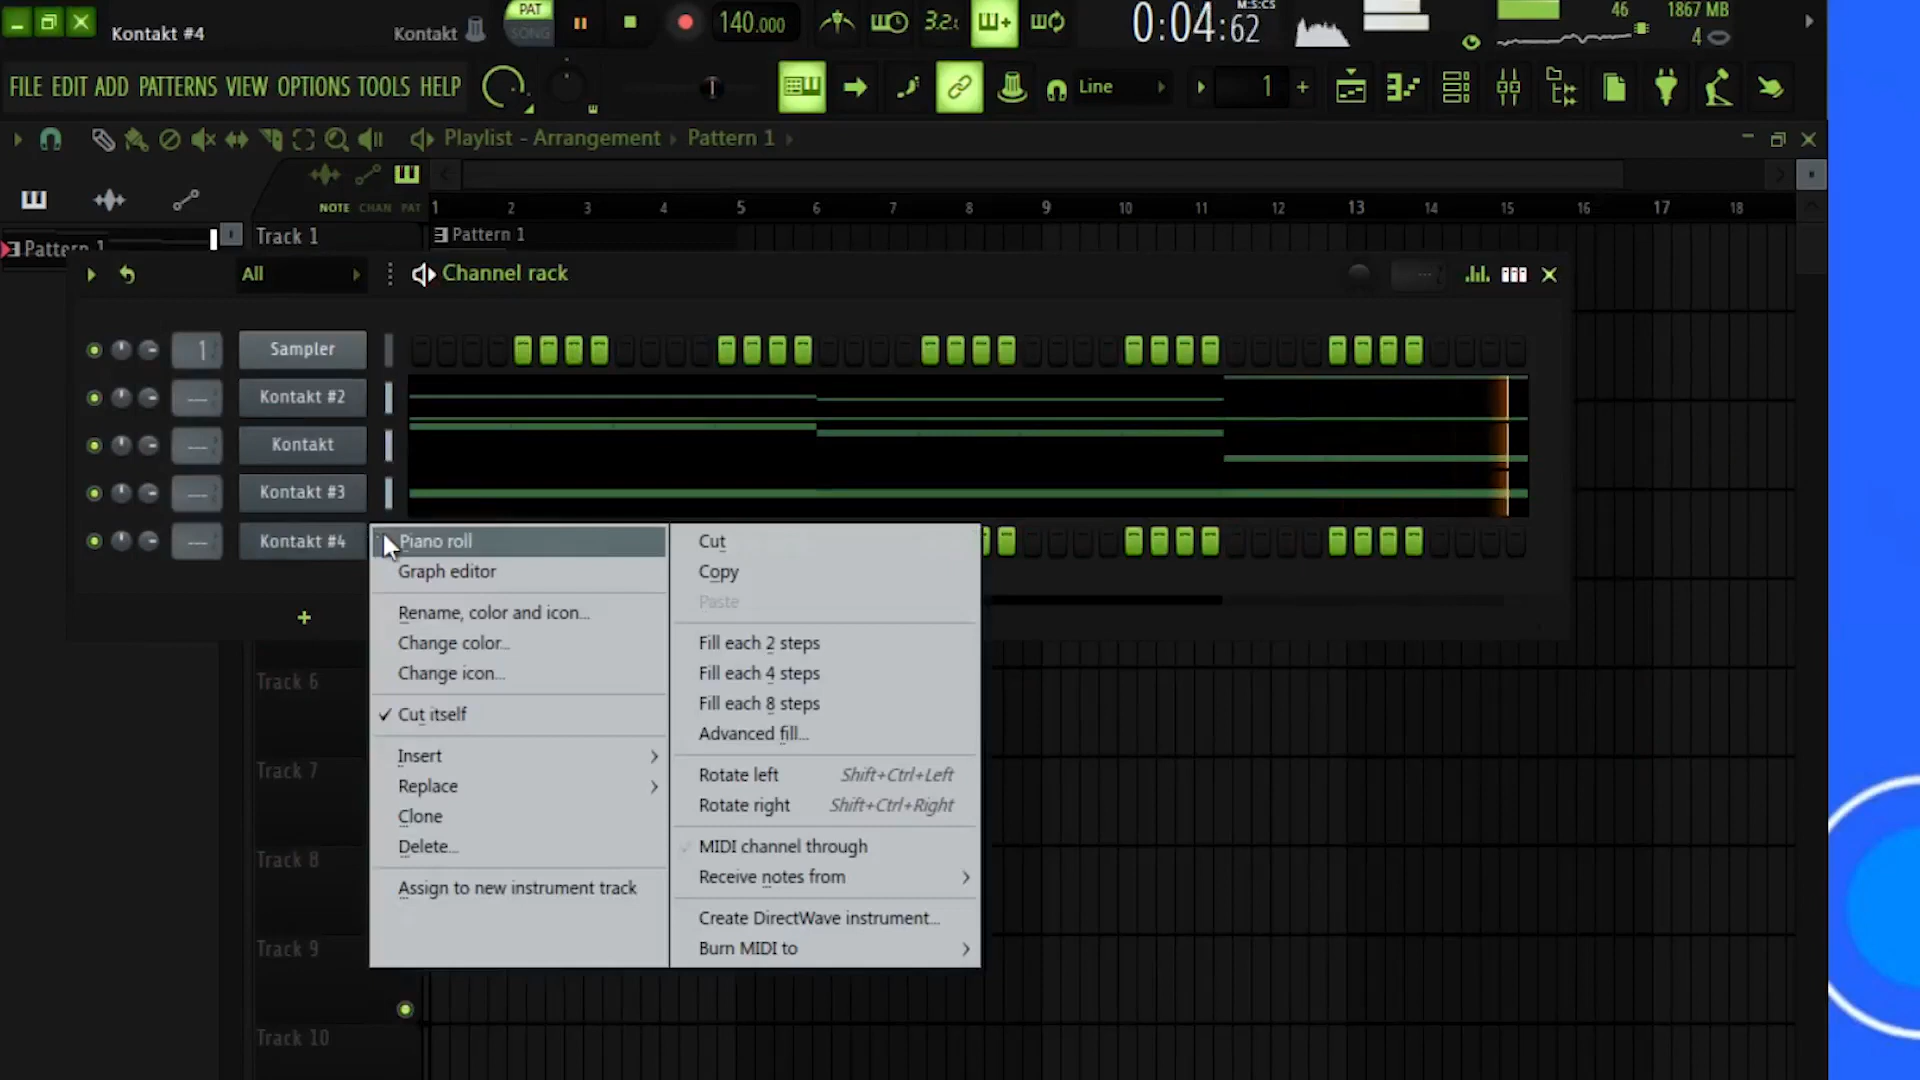 Kontakt #4
Kontakt
PAT
SONG
140.000
3.2.
0:04:62
M:S:CS
46
1867 MB
4
FILE EDIT ADD PATTERNS VIEW OPTIONS TOOLS HELP
Line
1
Playlist - Arrangement
Pattern 1
NOTE CHAN PAT
1 2 3 4 5 6 7 8 9 10 11 12 13 14 15 16 17 18
Pattern 1
Track 1
Pattern 1
All
Channel rack
1
Sampler
Kontakt #2
Kontakt
Kontakt #3
Kontakt #4
Piano roll
Graph editor
Rename, color and icon...
Change color...
Change icon...
Cut itself
Insert
Replace
Clone
Delete...
Assign to new instrument track
Cut
Copy
Paste
Fill each 2 steps
Fill each 4 steps
Fill each 8 steps
Advanced fill...
Rotate left Shift+Ctrl+Left
Rotate right Shift+Ctrl+Right
MIDI channel through
Receive notes from
Create DirectWave instrument...
Burn MIDI to
Track 6
Track 7
Track 8
Track 9
Track 10